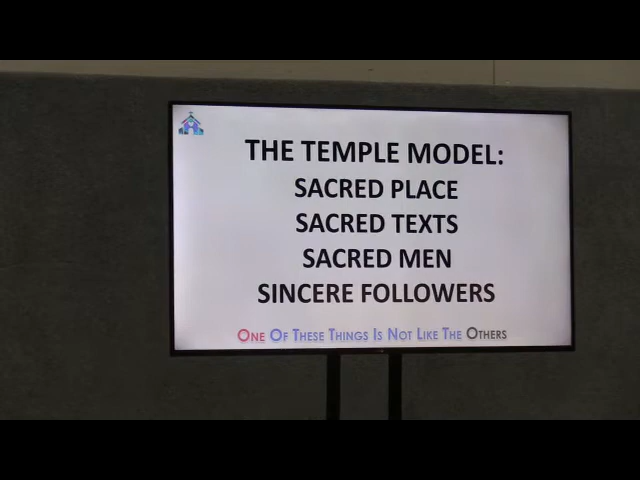 THE TEMPLE MODEL:
SACRED PLACE
SACRED TEXTS
SACRED MEN
SINCERE FOLLOWERS
ONE OF THESE THINGS IS NOT LIKE THE OTHERS